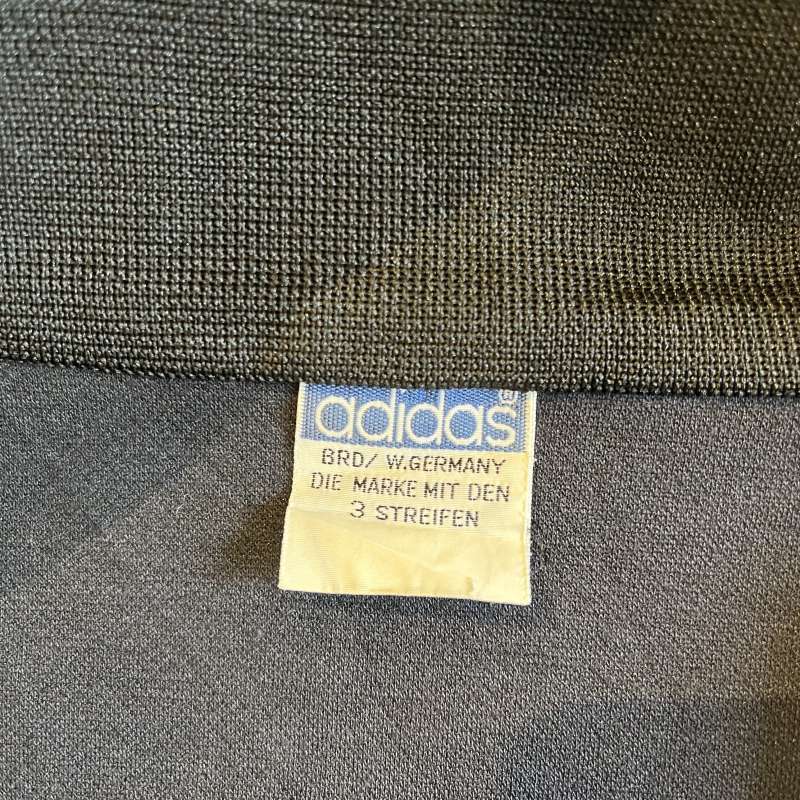 adidas®
BRD/ W.GERMANY
DIE MARKE MIT DEN
3 STREIFEN